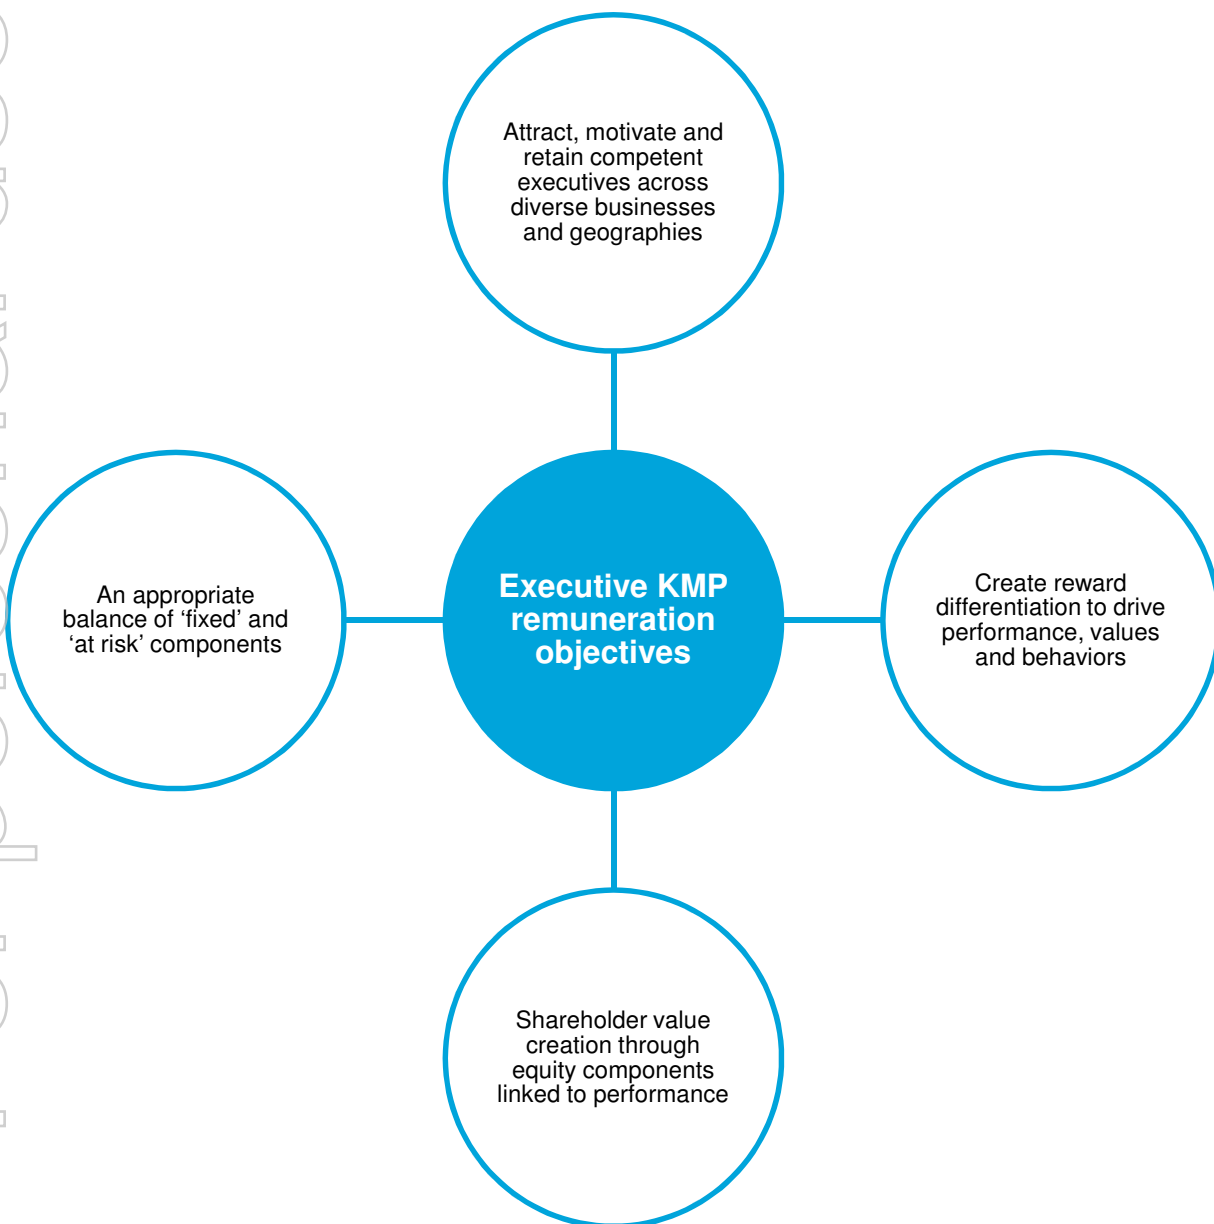 Attract, motivate and
retain competent
executives across
diverse businesses
and geographies
An appropriate
balance of ‘fixed’ and
‘at risk’ components
Executive KMP
remuneration
objectives
Create reward
differentiation to drive
performance, values
and behaviors
Shareholder value
creation through
equity components
linked to performance